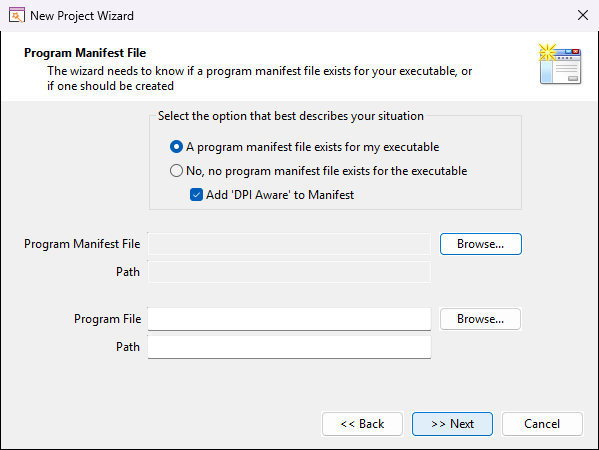 New Project Wizard
Program Manifest File
The wizard needs to know if a program manifest file exists for your executable, or
if one should be created
Select the option that best describes your situation
A program manifest file exists for my executable
No, no program manifest file exists for the executable
Add 'DPI Aware' to Manifest
Program Manifest File
Browse...
Path
Program File
Browse...
Path
<< Back
>> Next
Cancel